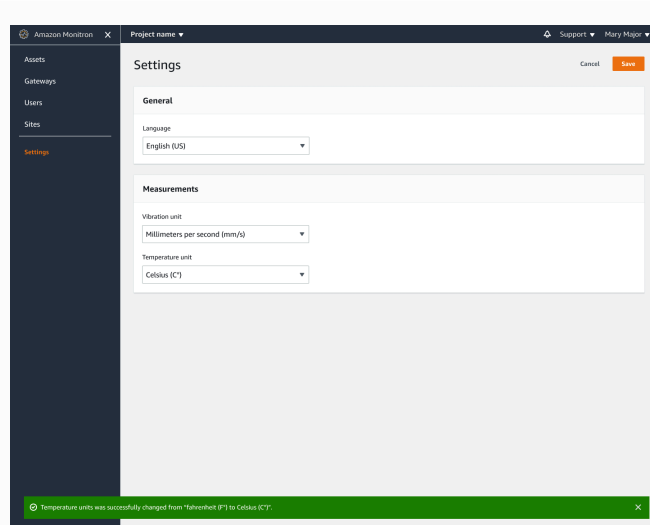 Amazon Monitron X
Project name
Support
Mary Major
Assets
Gateways
Users
Sites
Settings
Settings
Cancel
Save
General
Language
English (US)
Measurements
Vibration unit
Millimeters per second (mm/s)
Temperature unit
Celsius (C°)
Temperature units was successfully changed from "fahrenheit (F°) to Celsius (C°)".